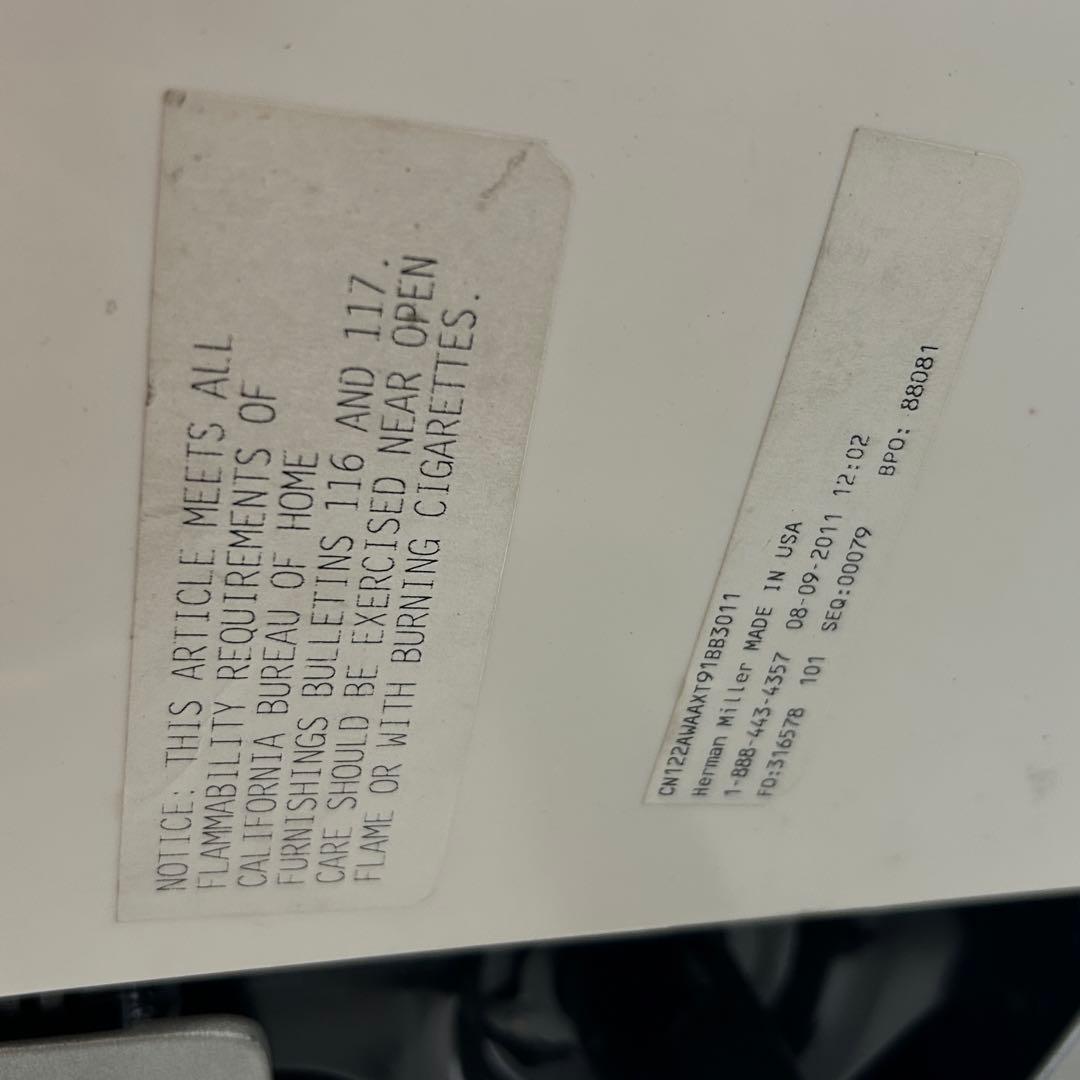 NOTICE: THIS ARTICLE MEETS ALL
FLAMMABILITY REQUIREMENTS OF
CALIFORNIA BUREAU OF HOME
FURNISHINGS BULLETINS 116 AND 117.
CARE SHOULD BE EXERCISED NEAR OPEN
FLAME OR WITH BURNING CIGARETTES.
CN122AWAAXT91BB3011
Herman Miller MADE IN USA
1-888-443-4357 08-09-2011 12:02
FO:316578 101 SEQ:00079 BPO: 88081